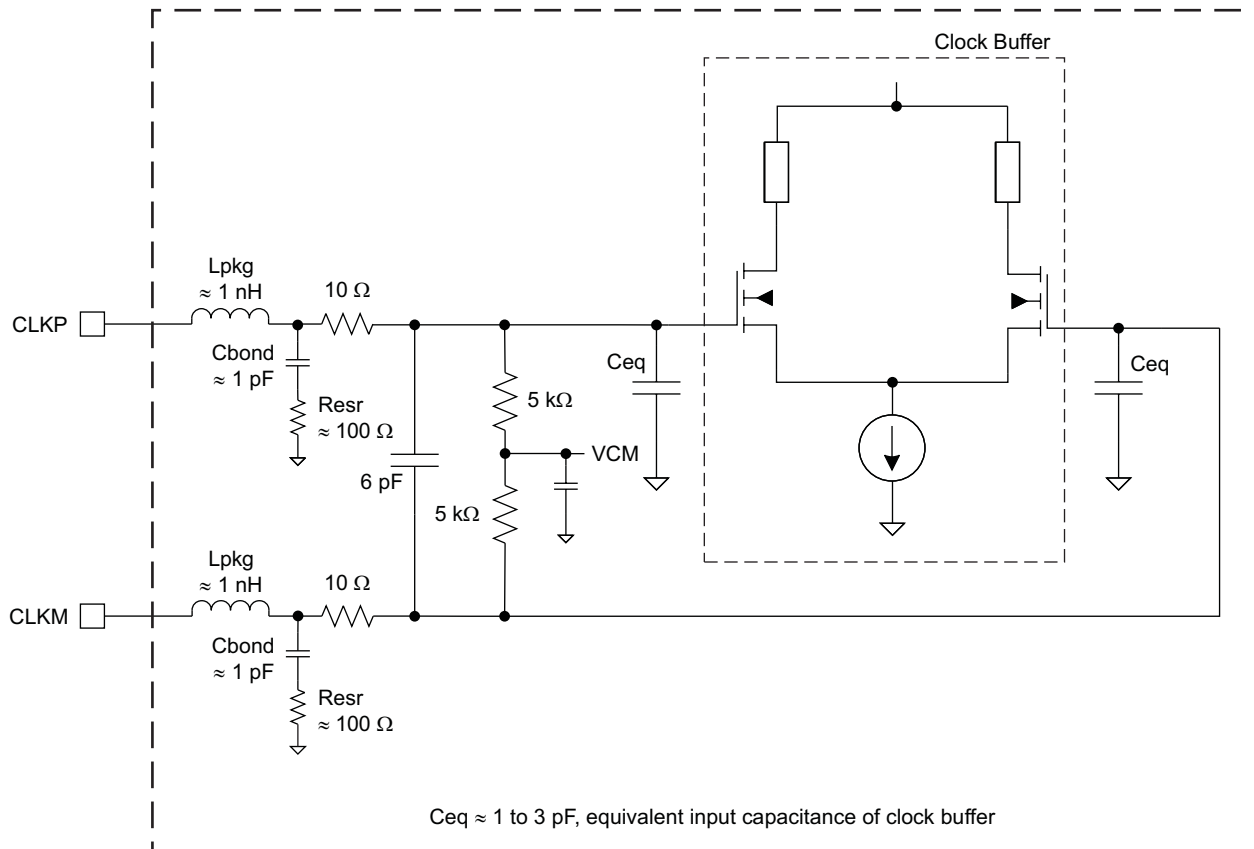 Clock Buffer
Lpkg
≈ 1 nH
10 Ω
CLKP
Cbond
≈ 1 pF
Resr
≈ 100 Ω
6 pF
5 kΩ
VCM
5 kΩ
Ceq
Ceq
Lpkg
≈ 1 nH
10 Ω
CLKM
Cbond
≈ 1 pF
Resr
≈ 100 Ω
Ceq ≈ 1 to 3 pF, equivalent input capacitance of clock buffer